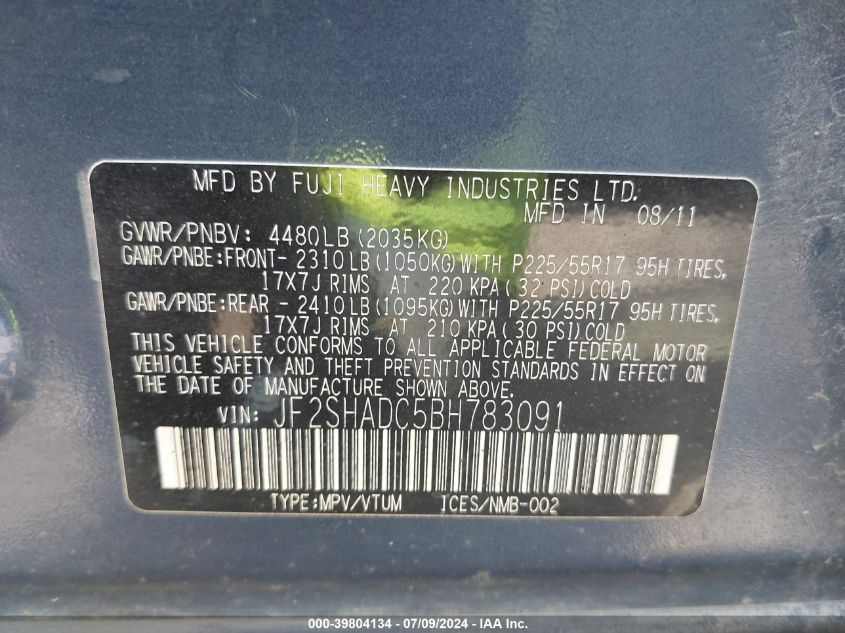 MFD BY FUJI HEAVY INDUSTRIES LTD.
MFD IN 08/11
GVWR/PNBV: 4480LB(2035KG)
GAWR/PNBE:FRONT- 2310LB(1050KG)WITH P225/55R17 95H TIRES,
17X7J RIMS AT 220 KPA( 32 PSI)COLD
GAWR/PNBE:REAR - 2410LB(1095KG)WITH P225/55R17 95H TIRES,
17X7J RIMS AT 210 KPA( 30 PSI)COLD
THIS VEHICLE CONFORMS TO ALL APPLICABLE FEDERAL MOTOR
VEHICLE SAFETY AND THEFT PREVENTION STANDARDS IN EFFECT ON
THE DATE OF MANUFACTURE SHOWN ABOVE.
VIN: JF2SHADC5BH783091
TYPE:MPV/VTUM ICES/NMB-002
000-39804134 - 07/09/2024 - IAA Inc.